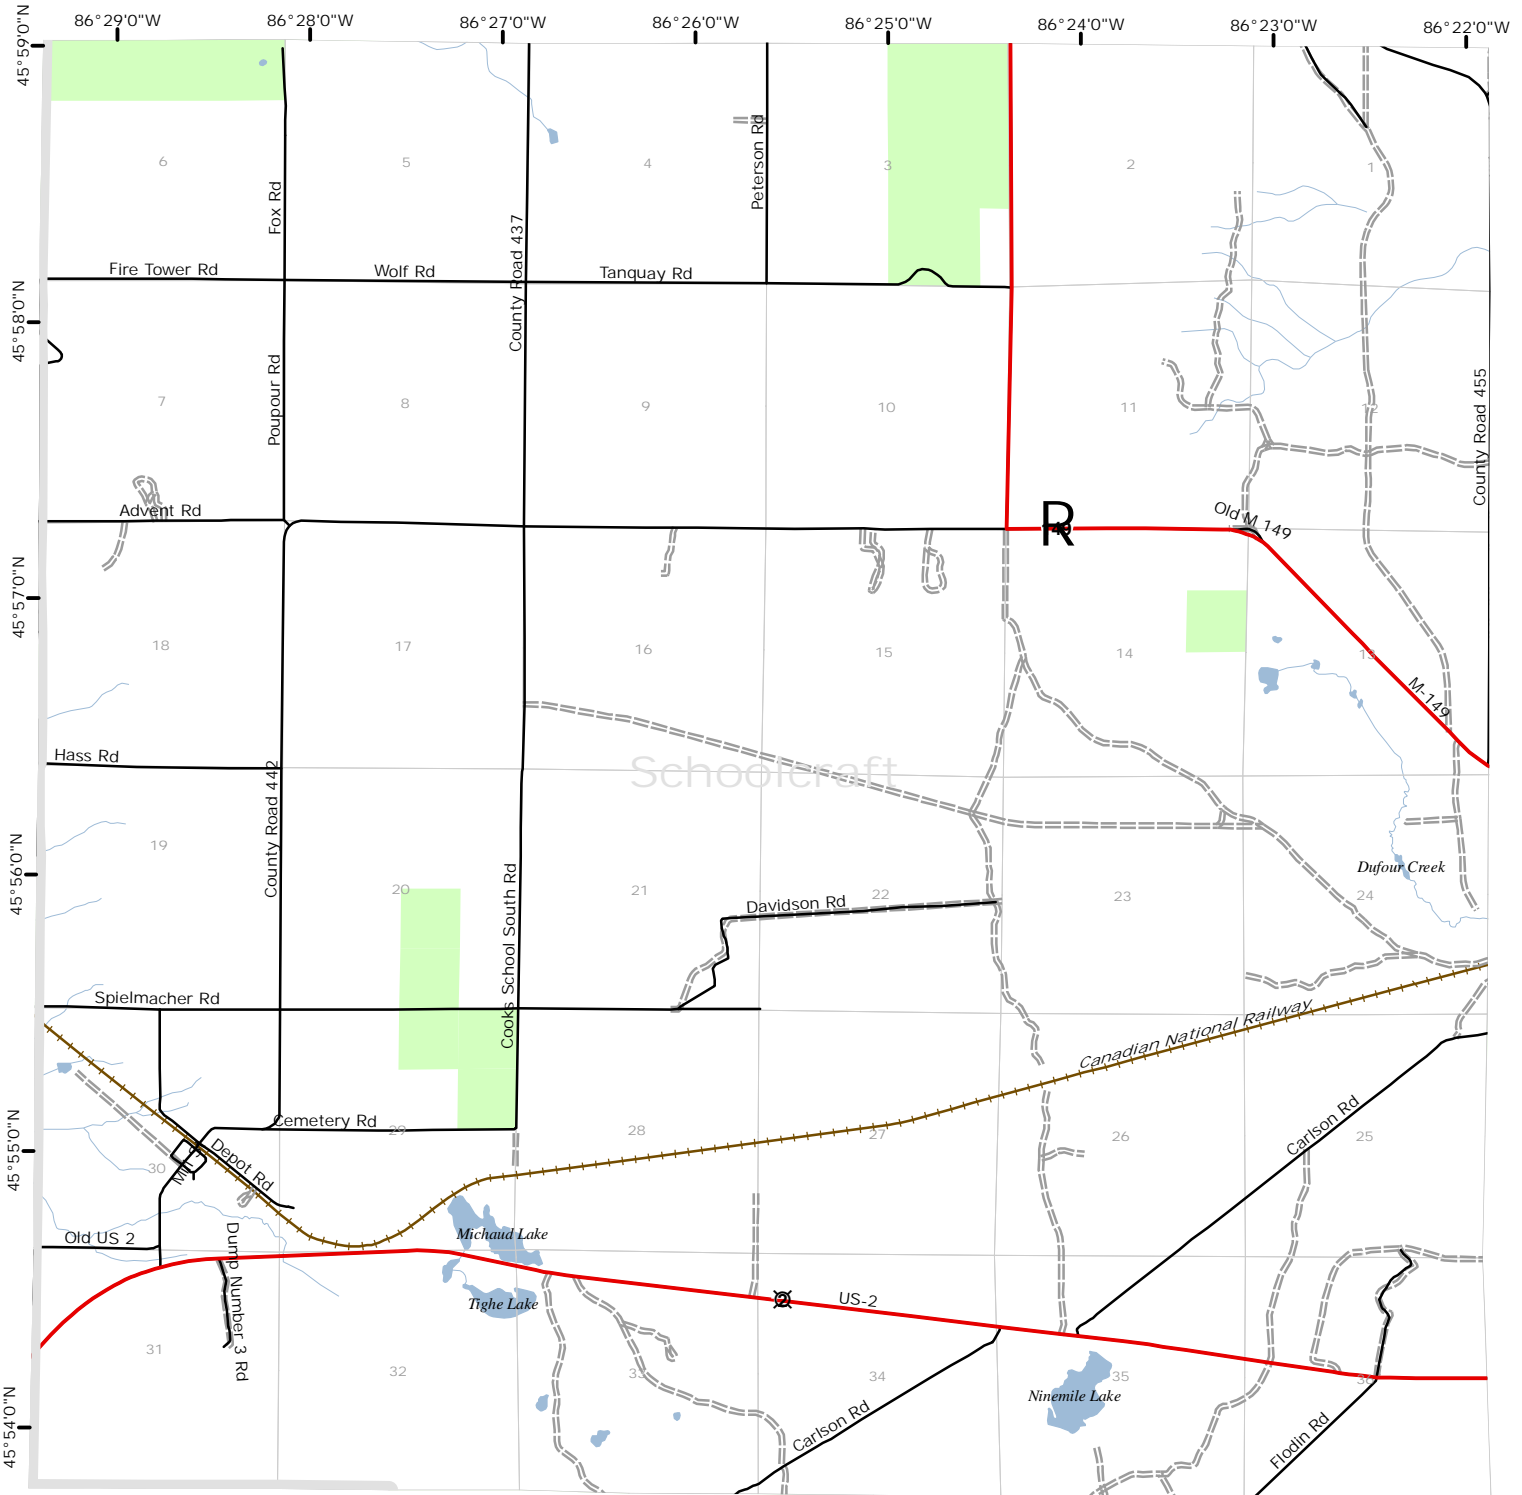 86°29'0"W 86°28'0"W 86°27'0"W 86°26'0"W 86°25'0"W 86°24'0"W 86°23'0"W 86°22'0"W
45°59'0"N
6 5 4 3 2 1
Peterson Rd
Fox Rd
County Road 437
Fire Tower Rd Wolf Rd Tanquay Rd
45°58'0"N
Poupour Rd
County Road 455
7 8 9 10 11 12
Advent Rd
R
Old M 149
45°57'0"N
18 17 16 15 14 13
M-149
Hass Rd
Schoolcraft
County Road 442
19
45°56'0"N
Dufour Creek
20 21 22 23 24
Davidson Rd
Cooks School South Rd
Spielmacher Rd
Canadian National Railway
Cemetery Rd
Carlson Rd
45°55'0"N
Depot Rd
30 29 28 27 26 25
Old US 2
Michaud Lake
Dump Number 3 Rd
Tighe Lake
2
US-2
31 32 33 34 35 36
Ninemile Lake
Carlson Rd
Flodin Rd
45°54'0"N